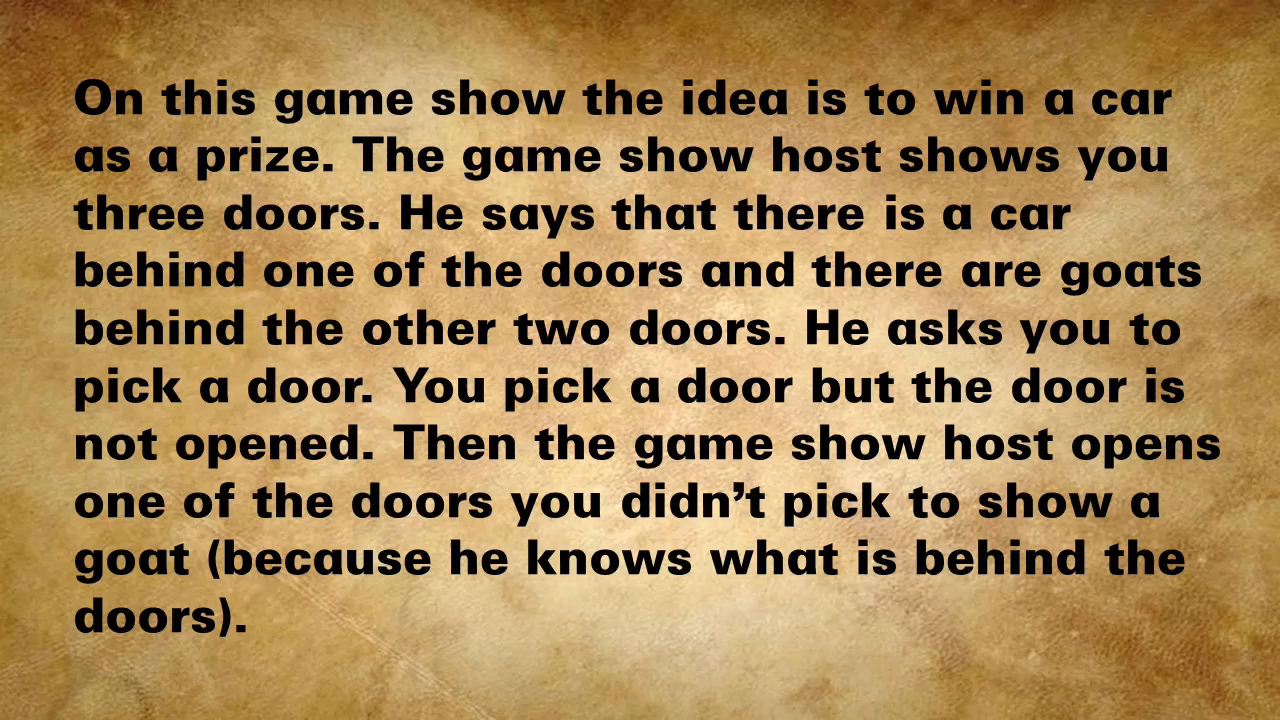 On this game show the idea is to win a car
as a prize. The game show host shows you
three doors. He says that there is a car
behind one of the doors and there are goats
behind the other two doors. He asks you to
pick a door. You pick a door but the door is
not opened. Then the game show host opens
one of the doors you didn’t pick to show a
goat (because he knows what is behind the
doors).